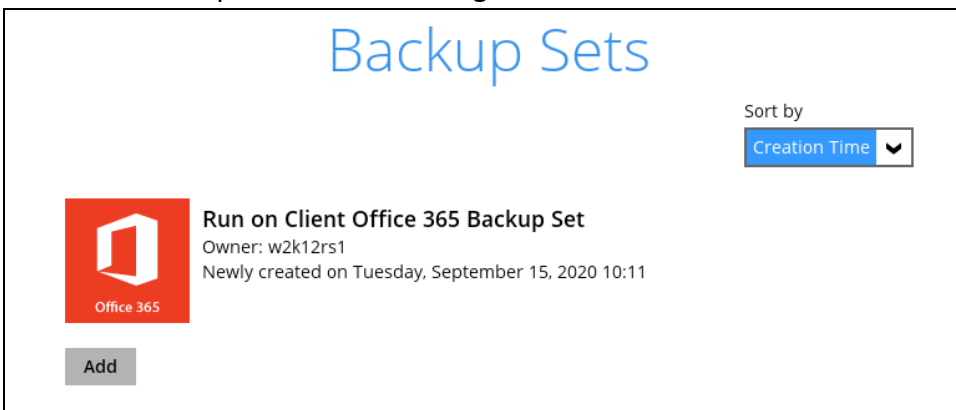 Backup Sets
Sort by
Creation Time
Run on Client Office 365 Backup Set
Owner: w2k12rs1
Newly created on Tuesday, September 15, 2020 10:11
Office 365
Add